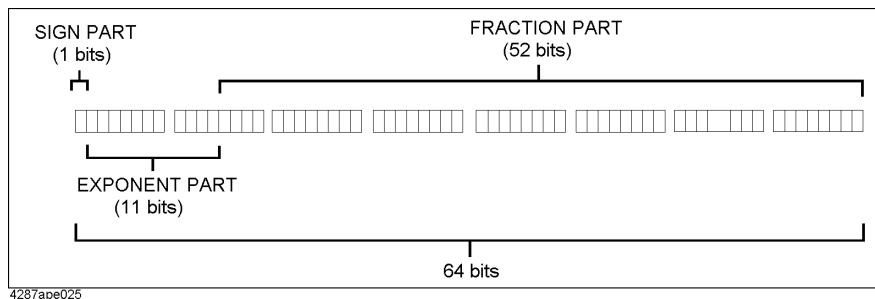 SIGN PART
(1 bits)
FRACTION PART
(52 bits)
EXPONENT PART
(11 bits)
64 bits
4287ape025